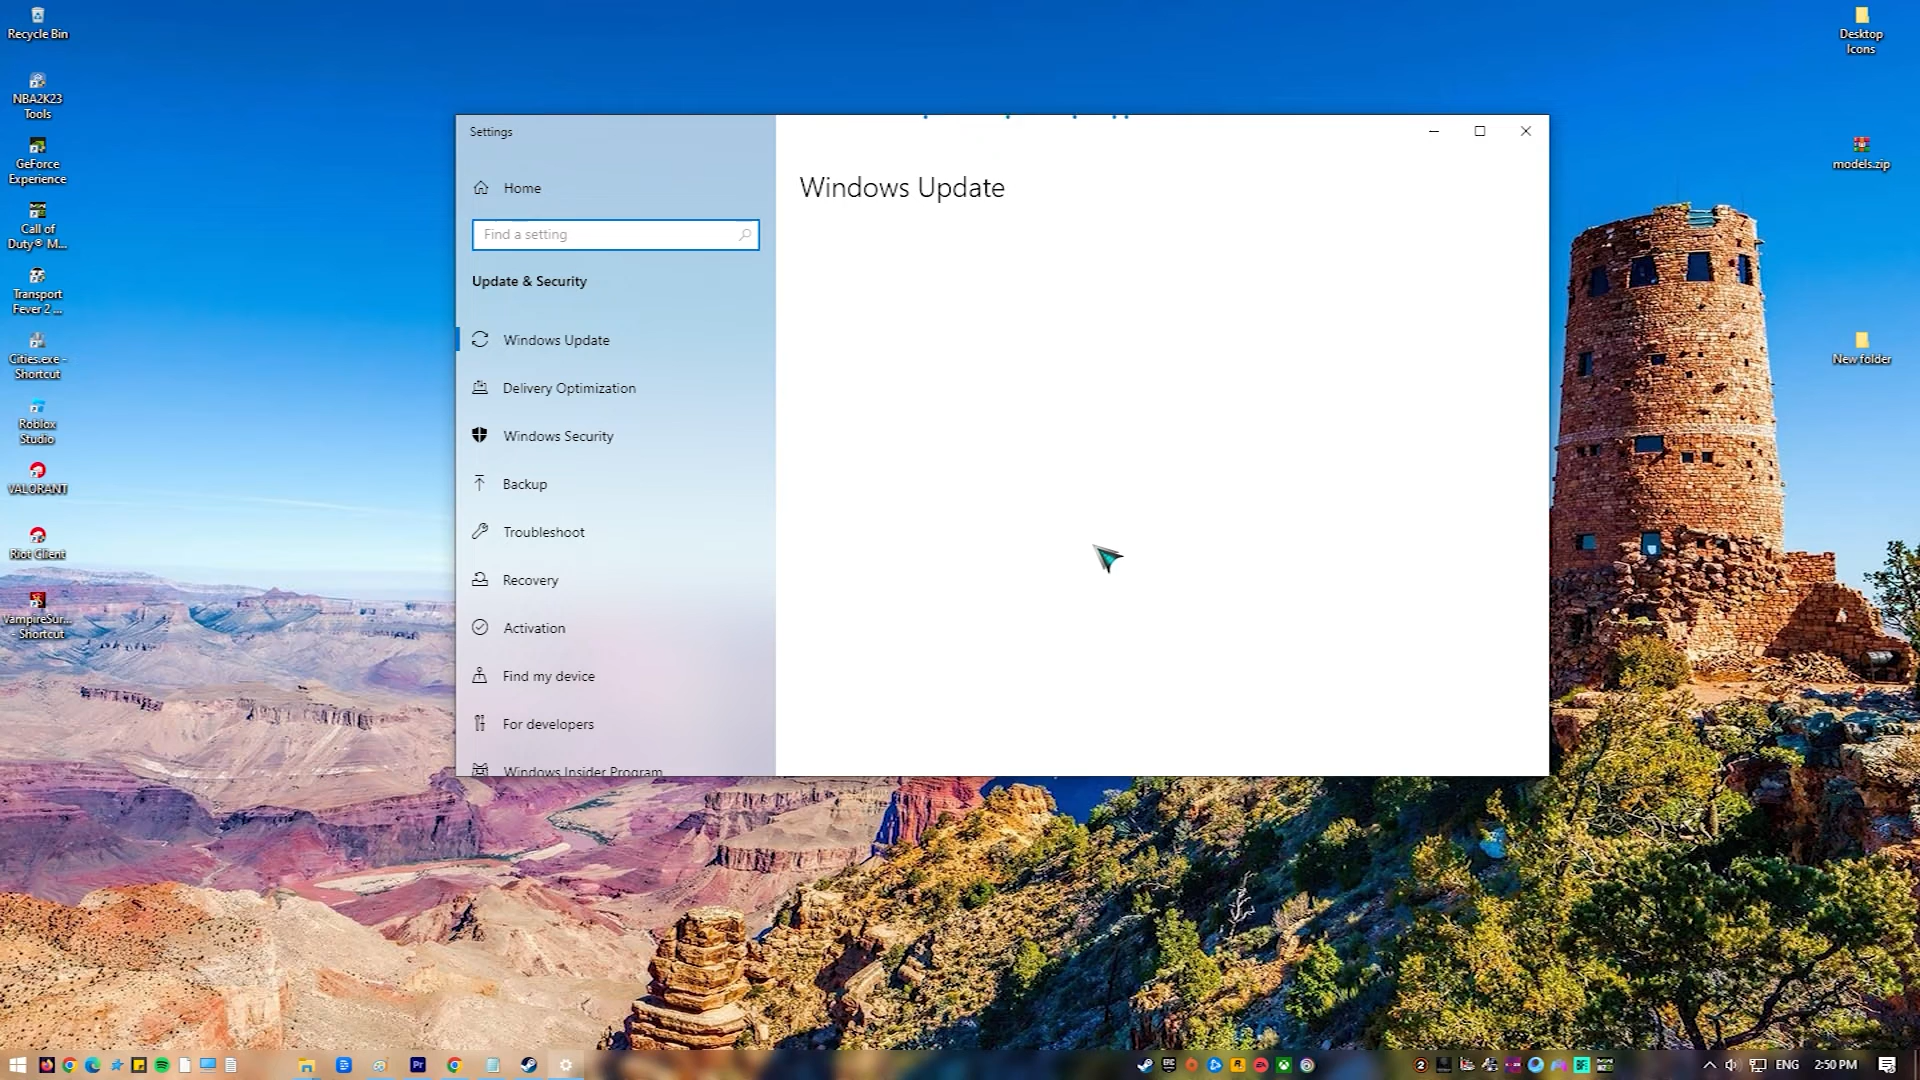 Recycle Bin
NBA2K23
Tools
GeForce
Experience
Call of
Duty® M...
Transport
Fever 2 ...
Cities.exe -
Shortcut
Roblox
Studio
VALORANT
Riot Client
VampireSur...
- Shortcut
Settings
Home
Find a setting
Update & Security
Windows Update
Delivery Optimization
Windows Security
Backup
Troubleshoot
Recovery
Activation
Find my device
For developers
Windows Insider Program
Windows Update
Desktop
Icons
models.zip
New folder
Pr
EPIC
EA
ENG
2:50 PM